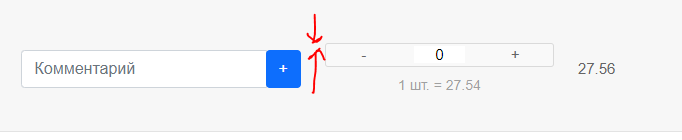 Комментарий + - 0 + 27.56
1 шт. = 27.54